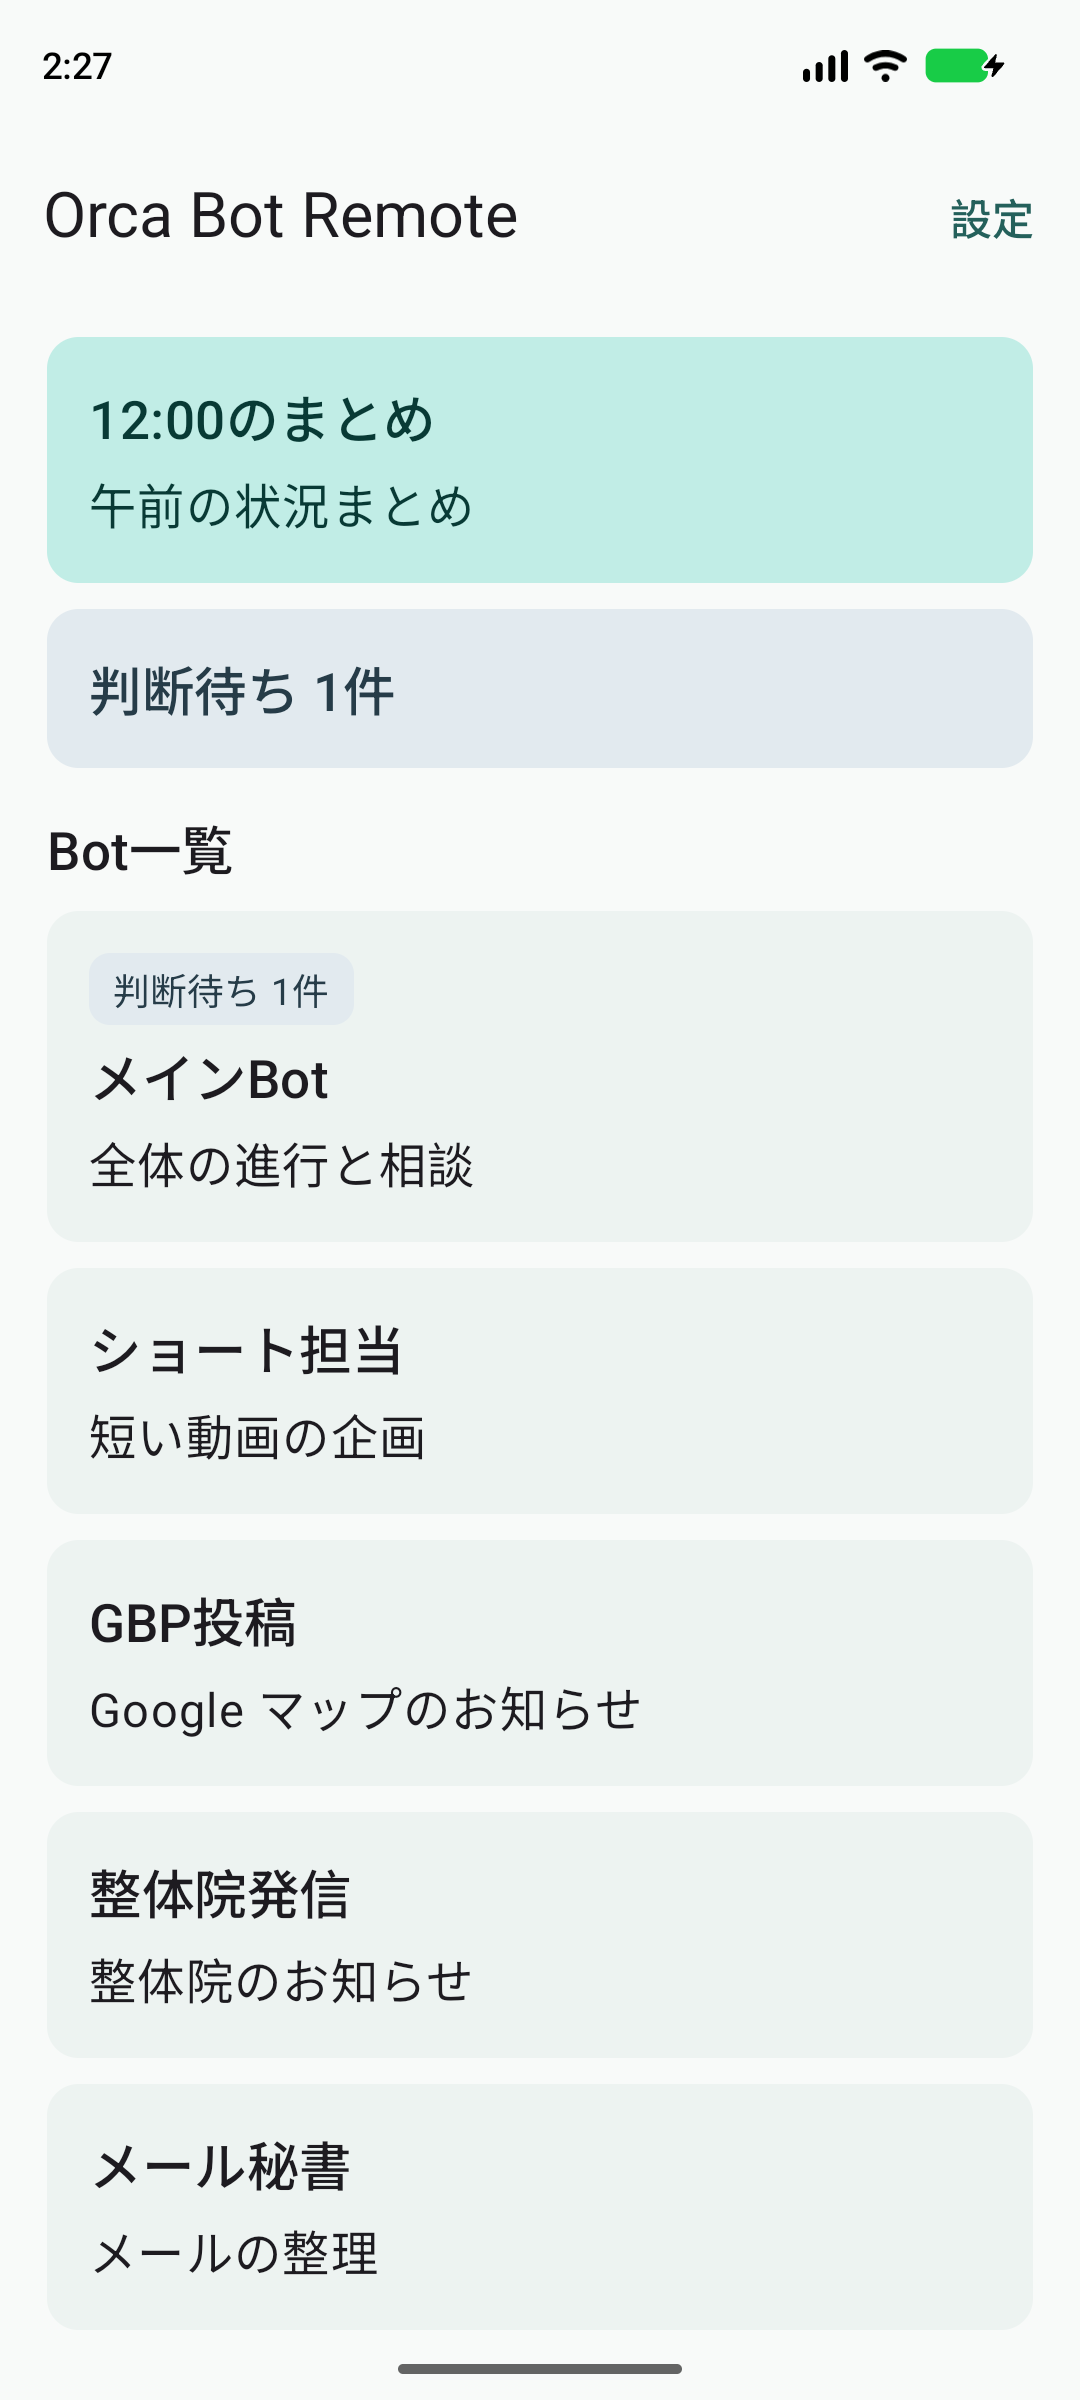 2:27
Orca Bot Remote
設定
12:00のまとめ
午前の状況まとめ
判断待ち 1件
Bot一覧
判断待ち 1件
メインBot
全体の進行と相談
ショート担当
短い動画の企画
GBP投稿
Google マップのお知らせ
整体院発信
整体院のお知らせ
メール秘書
メールの整理